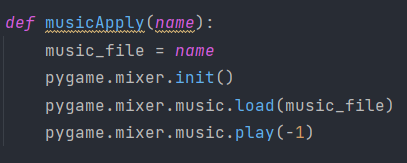 def musicApply(name):
    music_file = name
    pygame.mixer.init()
    pygame.mixer.music.load(music_file)
    pygame.mixer.music.play(-1)